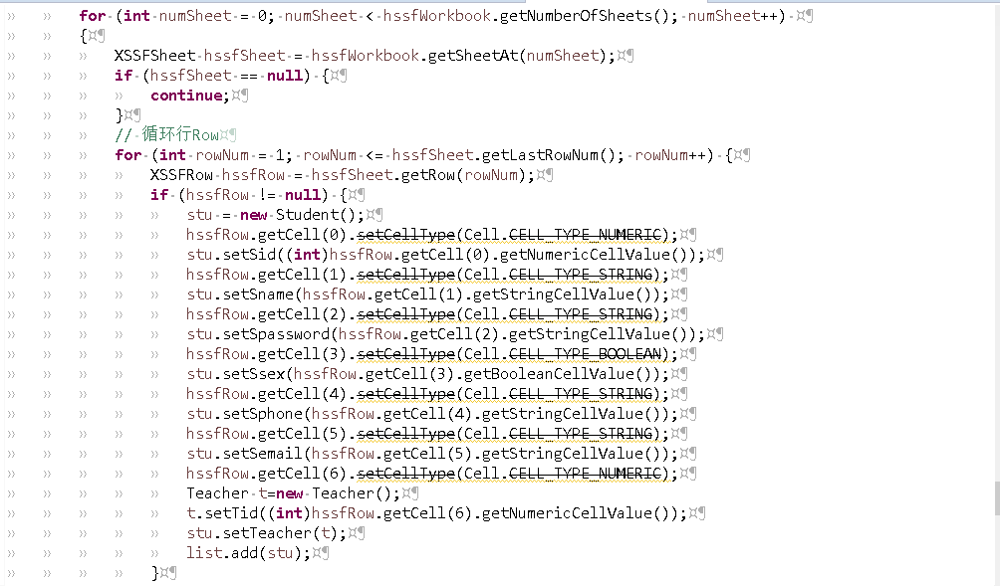 for (int numSheet = 0; numSheet < hssfWorkbook.getNumberOfSheets(); numSheet++)
{
XSSFSheet hssfSheet = hssfWorkbook.getSheetAt(numSheet);
if (hssfSheet == null) {
continue;
}
// 循环行Row
for (int rowNum = 1; rowNum <= hssfSheet.getLastRowNum(); rowNum++) {
XSSFRow hssfRow = hssfSheet.getRow(rowNum);
if (hssfRow != null) {
stu = new Student();
hssfRow.getCell(0).setCellType(Cell.CELL_TYPE_NUMERIC);
stu.setSid((int)hssfRow.getCell(0).getNumericCellValue());
hssfRow.getCell(1).setCellType(Cell.CELL_TYPE_STRING);
stu.setSname(hssfRow.getCell(1).getStringCellValue());
hssfRow.getCell(2).setCellType(Cell.CELL_TYPE_STRING);
stu.setSpassword(hssfRow.getCell(2).getStringCellValue());
hssfRow.getCell(3).setCellType(Cell.CELL_TYPE_BOOLEAN);
stu.setSsex(hssfRow.getCell(3).getBooleanCellValue());
hssfRow.getCell(4).setCellType(Cell.CELL_TYPE_STRING);
stu.setSphone(hssfRow.getCell(4).getStringCellValue());
hssfRow.getCell(5).setCellType(Cell.CELL_TYPE_STRING);
stu.setSemail(hssfRow.getCell(5).getStringCellValue());
hssfRow.getCell(6).setCellType(Cell.CELL_TYPE_NUMERIC);
Teacher t=new Teacher();
t.setTid((int)hssfRow.getCell(6).getNumericCellValue());
stu.setTeacher(t);
list.add(stu);
}